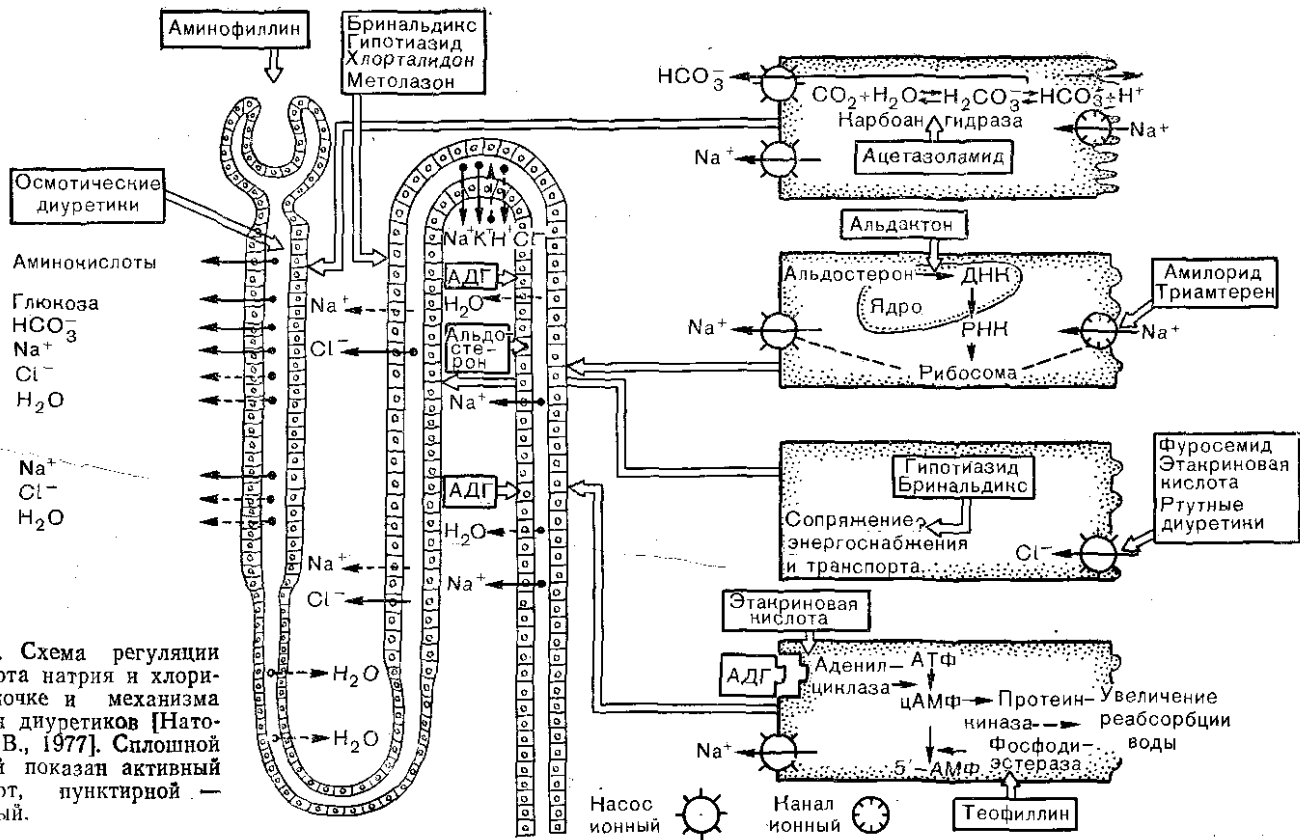 Аминофиллин
Бринальдикс
Гипотиазид
Хлорталидон
Метолазон
Осмотические
диуретики
Аминокислоты
Глюкоза
HCO₃⁻
Na⁺
Cl⁻
H₂O
Na⁺
Cl⁻
H₂O
Na⁺
Cl⁻
Na⁺
Cl⁻
H₂O
H₂O
Na⁺K⁺H⁺Cl⁻
АДГ
H₂O
Альдо-
сте-
рон
Na⁺
АДГ
H₂O
Na⁺
HCO₃⁻
CO₂+H₂O⇄H₂CO₃⁻⇄HCO₃⁻+H⁺
Карбоангидраза
Na⁺
Na⁺
Ацетазоламид
Альдактон
Альдостерон
ДНК
Ядро
РНК
Рибосома
Na⁺
Na⁺
Амилорид
Триамтерен
Гипотиазид
Бринальдикс
Сопряжение?
энергоснабжения
и транспорта
Cl⁻
Фуросемид
Этакриновая
кислота
Ртутные
диуретики
Этакриновая
кислота
АДГ
Аденил-
циклаза
АТФ
цАМФ
Протеин-
киназа
Увеличение
реабсорбции
воды
Фосфоди-
эстераза
5′-АМФ
Na⁺
Теофиллин
Насос
ионный
Канал
ионный
. Схема регуляции
рта натрия и хлори-
очке и механизма
я диуретиков [Нато-
В., 1977]. Сплошной
й показан активный
рт, пунктирной —
ый.